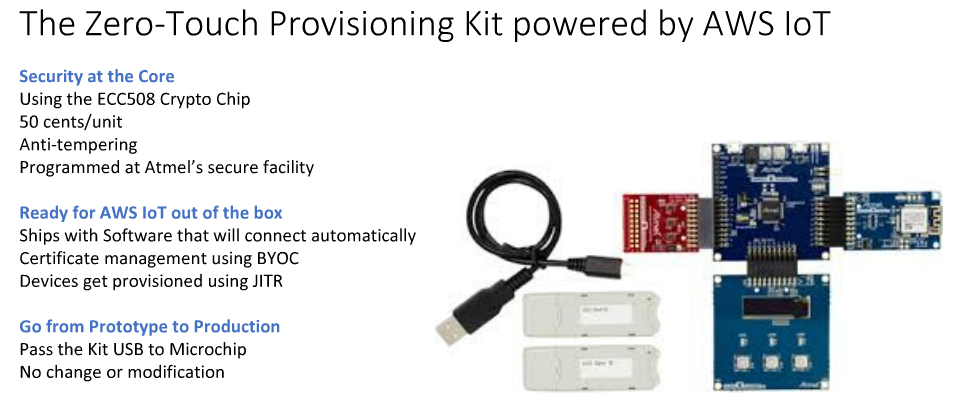 The Zero-Touch Provisioning Kit powered by AWS IoT
Security at the Core
Using the ECC508 Crypto Chip
50 cents/unit
Anti-tempering
Programmed at Atmel's secure facility
Ready for AWS IoT out of the box
Ships with Software that will connect automatically
Certificate management using BYOC
Devices get provisioned using JITR
Go from Prototype to Production
Pass the Kit USB to Microchip
No change or modification
Atmel
Atmel
Atmel